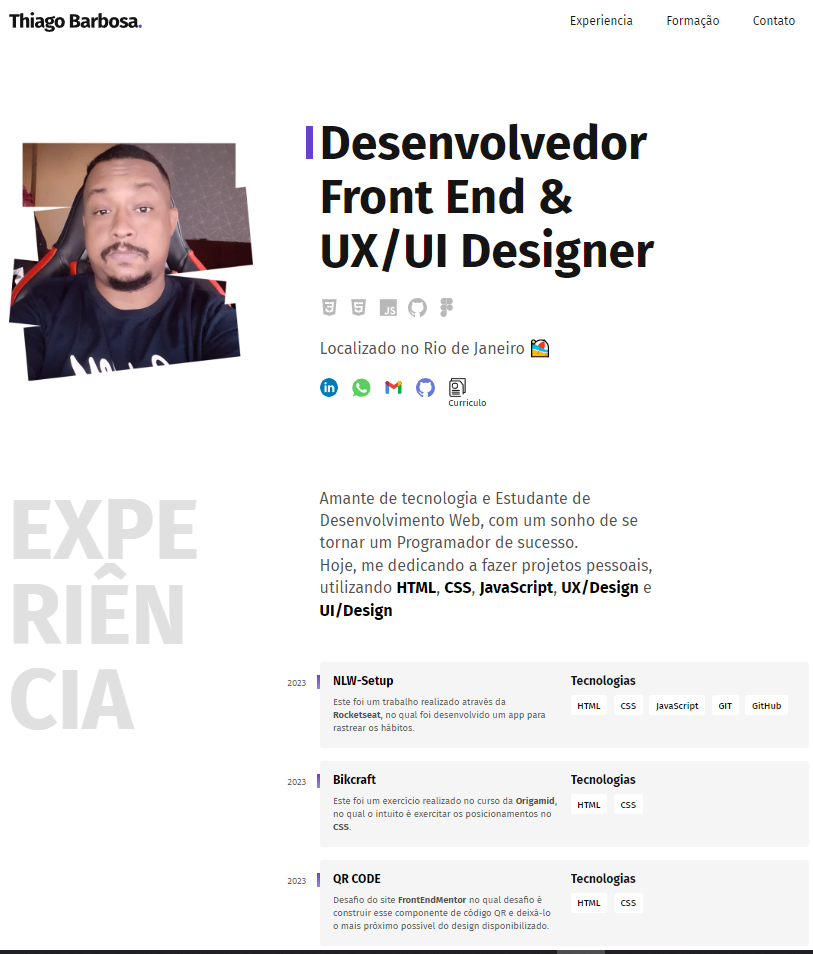 Thiago Barbosa.
Experiencia
Formação
Contato
Desenvolvedor
Front End &
UX/UI Designer
JS
Localizado no Rio de Janeiro
in
Curriculo
EXPE
RIÊN
CIA
Amante de tecnologia e Estudante de
Desenvolvimento Web, com um sonho de se
tornar um Programador de sucesso.
Hoje, me dedicando a fazer projetos pessoais,
utilizando HTML, CSS, JavaScript, UX/Design e
UI/Design
2023
NLW-Setup
Este foi um trabalho realizado através da
Rocketseat, no qual foi desenvolvido um app para
rastrear os hábitos.
Tecnologias
HTML CSS JavaScript GIT GitHub
2023
Bikcraft
Este foi um exercício realizado no curso da Origamid,
no qual o intuito é exercitar os posicionamentos no
CSS.
Tecnologias
HTML CSS
2023
QR CODE
Desafio do site FrontEndMentor no qual desafio é
construir esse componente de código QR e deixá-lo
o mais próximo possível do design disponibilizado.
Tecnologias
HTML CSS